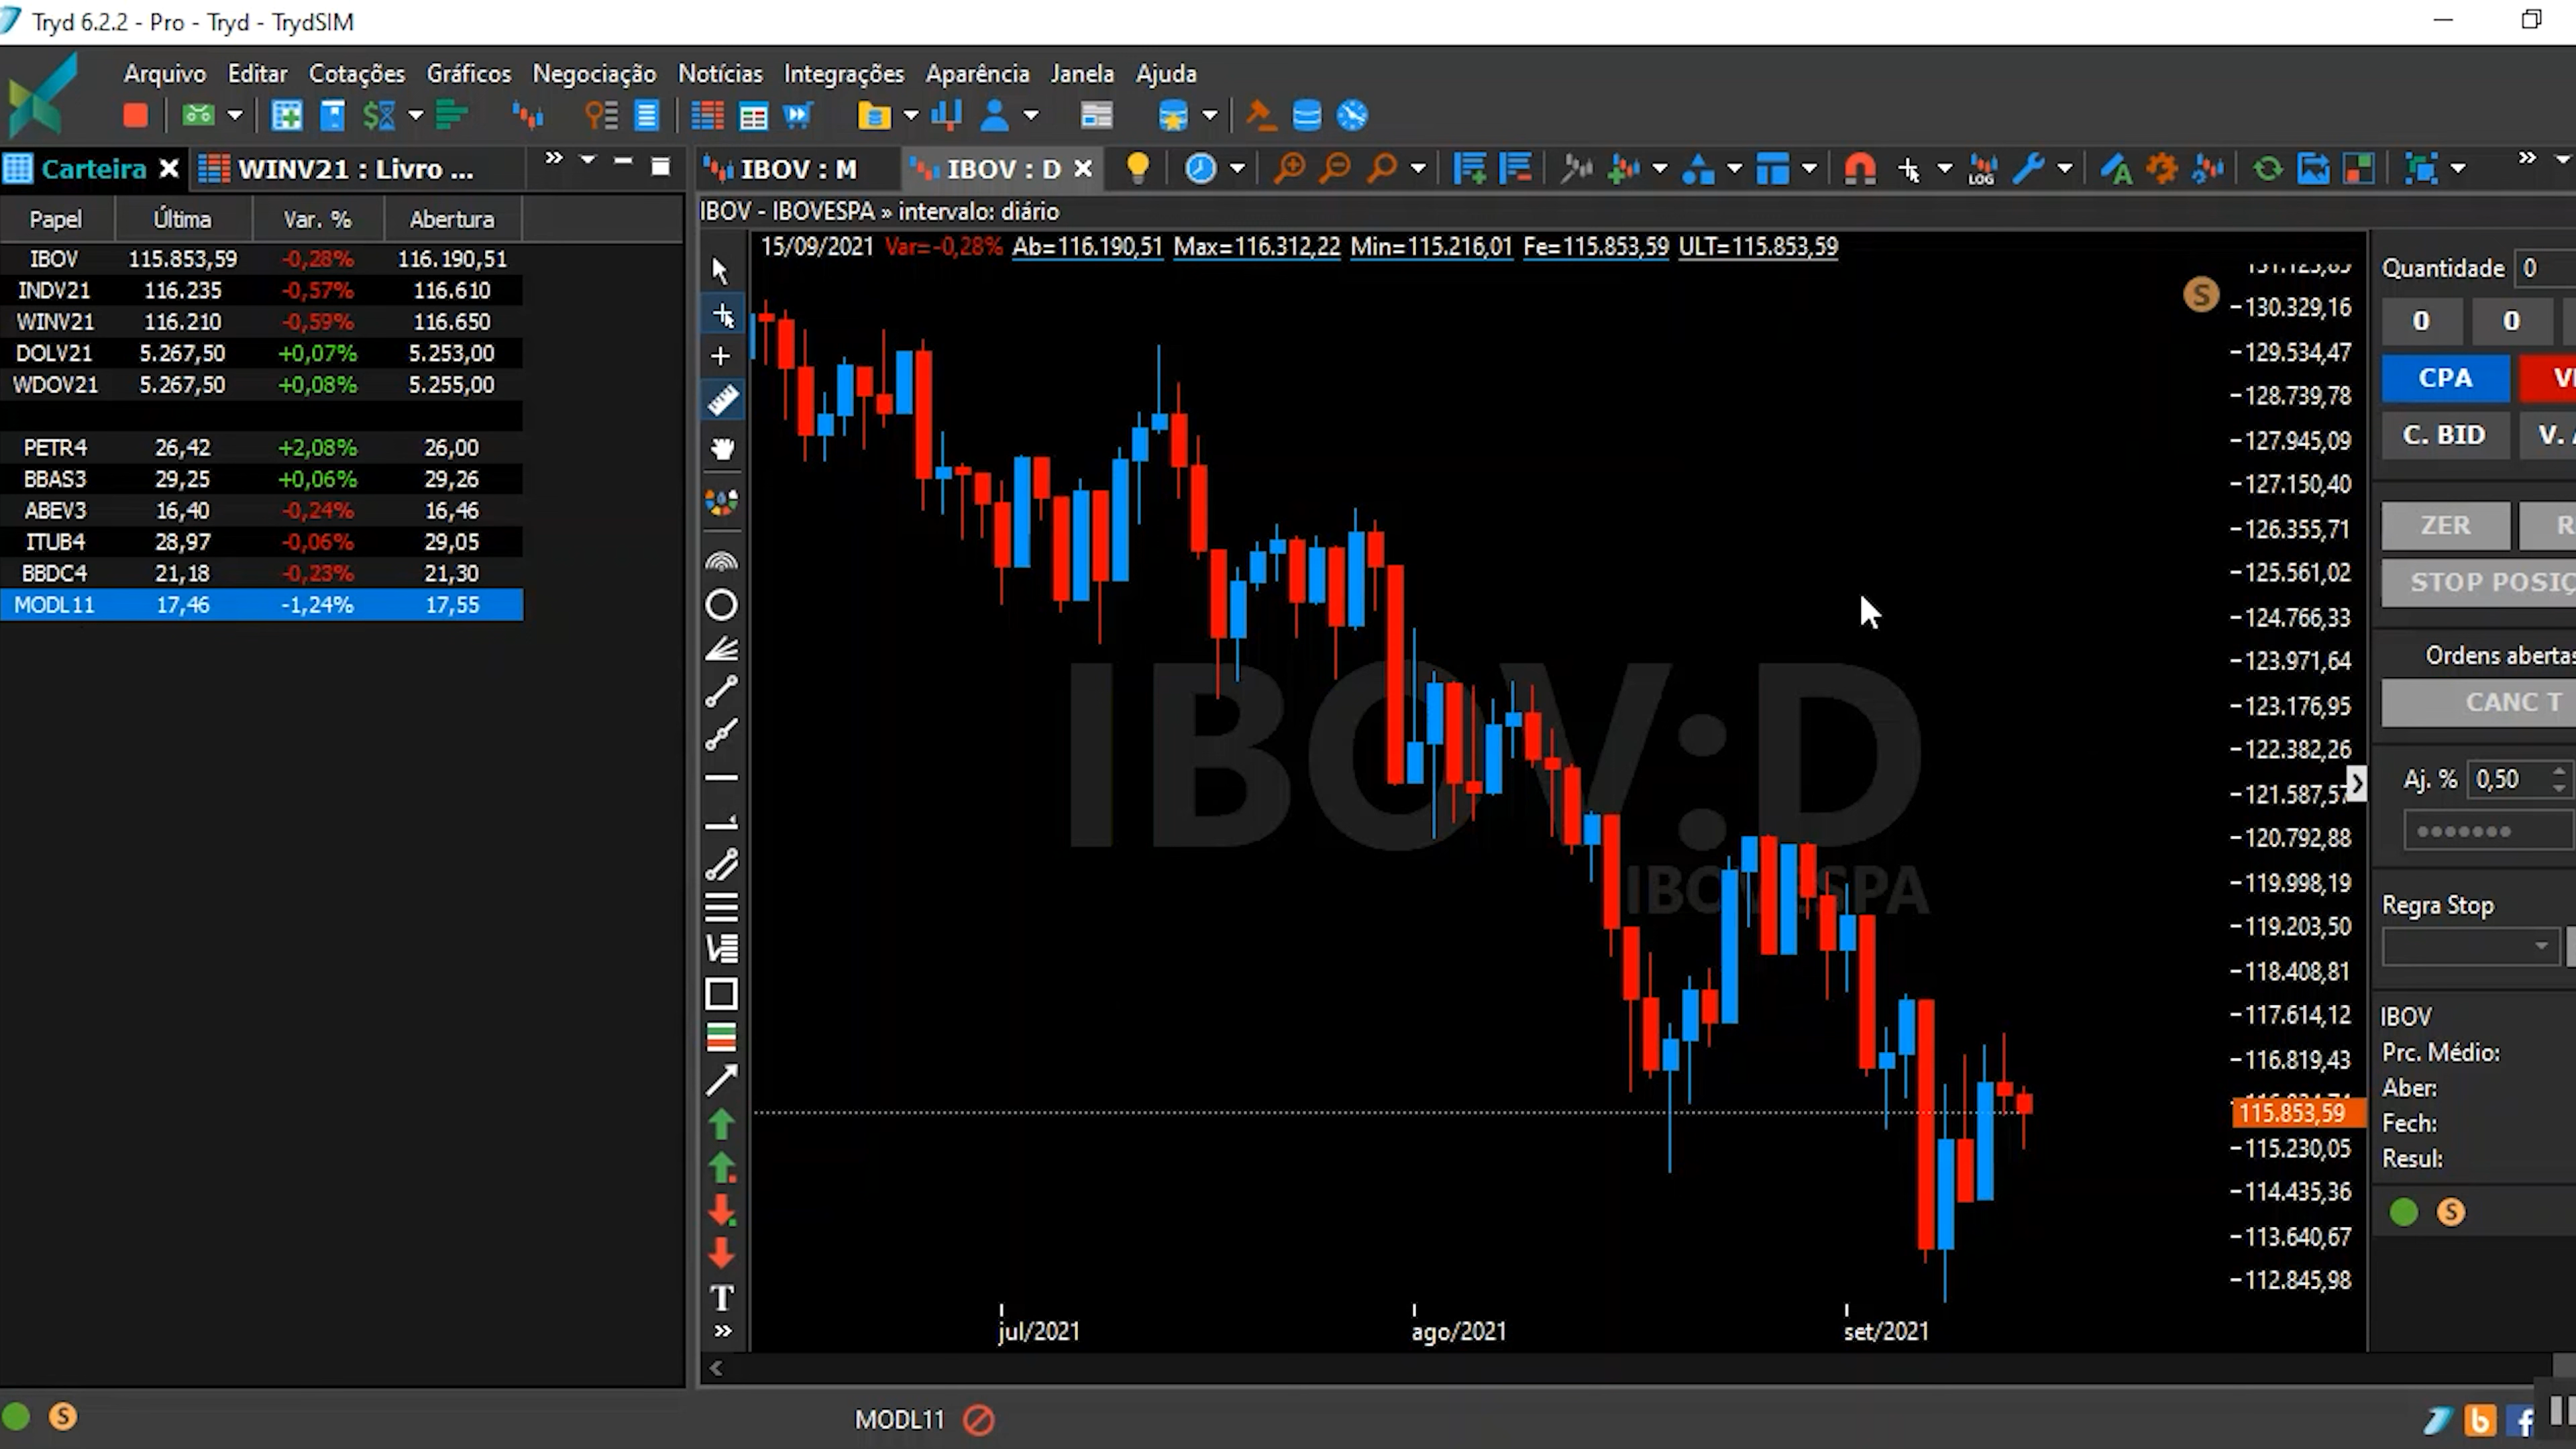 Tryd 6.2.2 - Pro - Tryd - TrydSIM
Arquivo Editar Cotações Gráficos Negociação Notícias Integrações Aparência Janela Ajuda
Carteira WINV21 : Livro ...
IBOV : M IBOV : D LOG
Papel Última Var. % Abertura
IBOV 115.853,59 -0,28% 116.190,51
INDV21 116.235 -0,57% 116.610
WINV21 116.210 -0,59% 116.650
DOLV21 5.267,50 +0,07% 5.253,00
WDOV21 5.267,50 +0,08% 5.255,00
PETR4 26,42 +2,08% 26,00
BBAS3 29,25 +0,06% 29,26
ABEV3 16,40 -0,24% 16,46
ITUB4 28,97 -0,06% 29,05
BBDC4 21,18 -0,23% 21,30
MODL11 17,46 -1,24% 17,55
IBOV - IBOVESPA » intervalo: diário
15/09/2021 Var=-0,28% Ab=116.190,51 Max=116.312,22 Min=115.216,01 Fe=115.853,59 ULT=115.853,59
S
130.329,16
129.534,47
128.739,78
127.945,09
127.150,40
126.355,71
125.561,02
124.766,33
123.971,64
123.176,95
122.382,26
121.587,57
120.792,88
119.998,19
119.203,50
118.408,81
117.614,12
116.819,43
115.853,59
115.230,05
114.435,36
113.640,67
112.845,98
IBOV:D
IBOVESPA
T
jul/2021 ago/2021 set/2021
Quantidade 0
0 0
CPA
C. BID V.
ZER R
STOP POSIÇ
Ordens abertas
CANC T
Aj. % 0,50
Regra Stop
IBOV
Prc. Médio:
Aber:
Fech:
Resul:
S
S
MODL11
b f